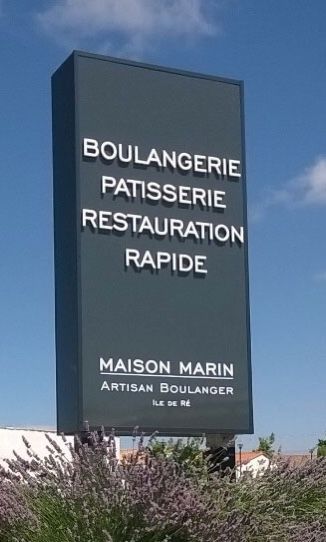 BOULANGERIE
PATISSERIE
RESTAURATION
RAPIDE
MAISON MARIN
ARTISAN BOULANGER
ILE DE RÉ